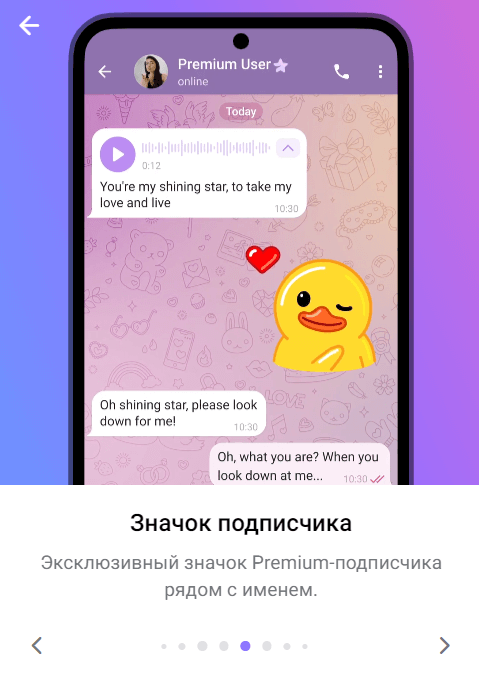 Premium User
online
Today
0:12
You're my shining star, to take my
love and live
10:30
Oh shining star, please look
down for me!
10:30
Oh, what you are? When you
look down at me...
10:30
Значок подписчика
Эксклюзивный значок Premium-подписчика
рядом с именем.